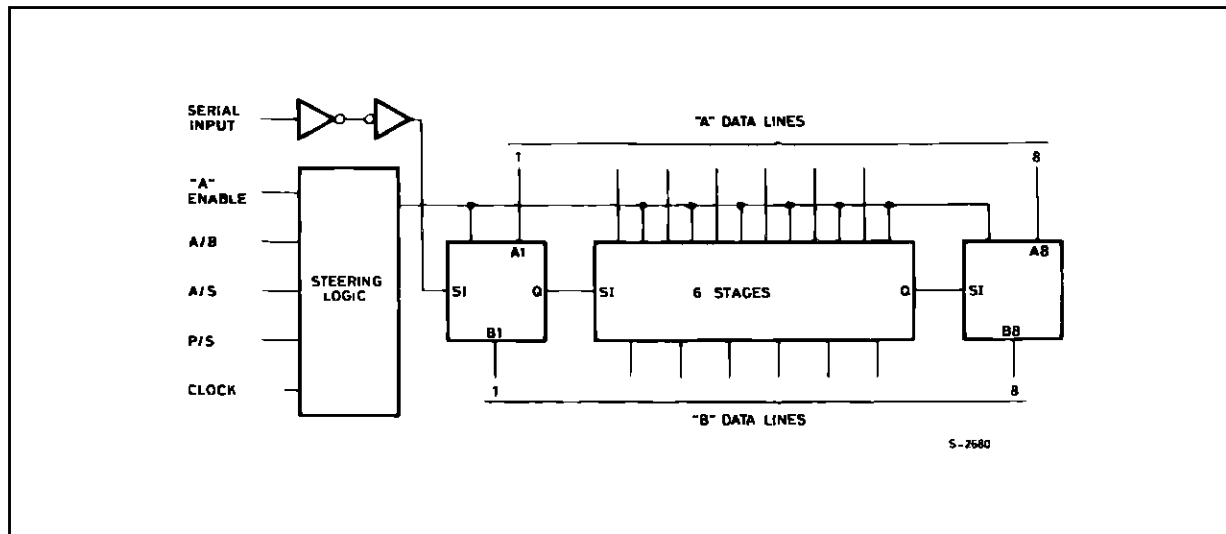 SERIAL
INPUT
"A" DATA LINES
1
8
"A"
ENABLE
A/B
A/S
P/S
CLOCK
STEERING
LOGIC
A1
SI
Q
B1
SI
6 STAGES
Q
A8
SI
B8
1
8
"B" DATA LINES
S-2680